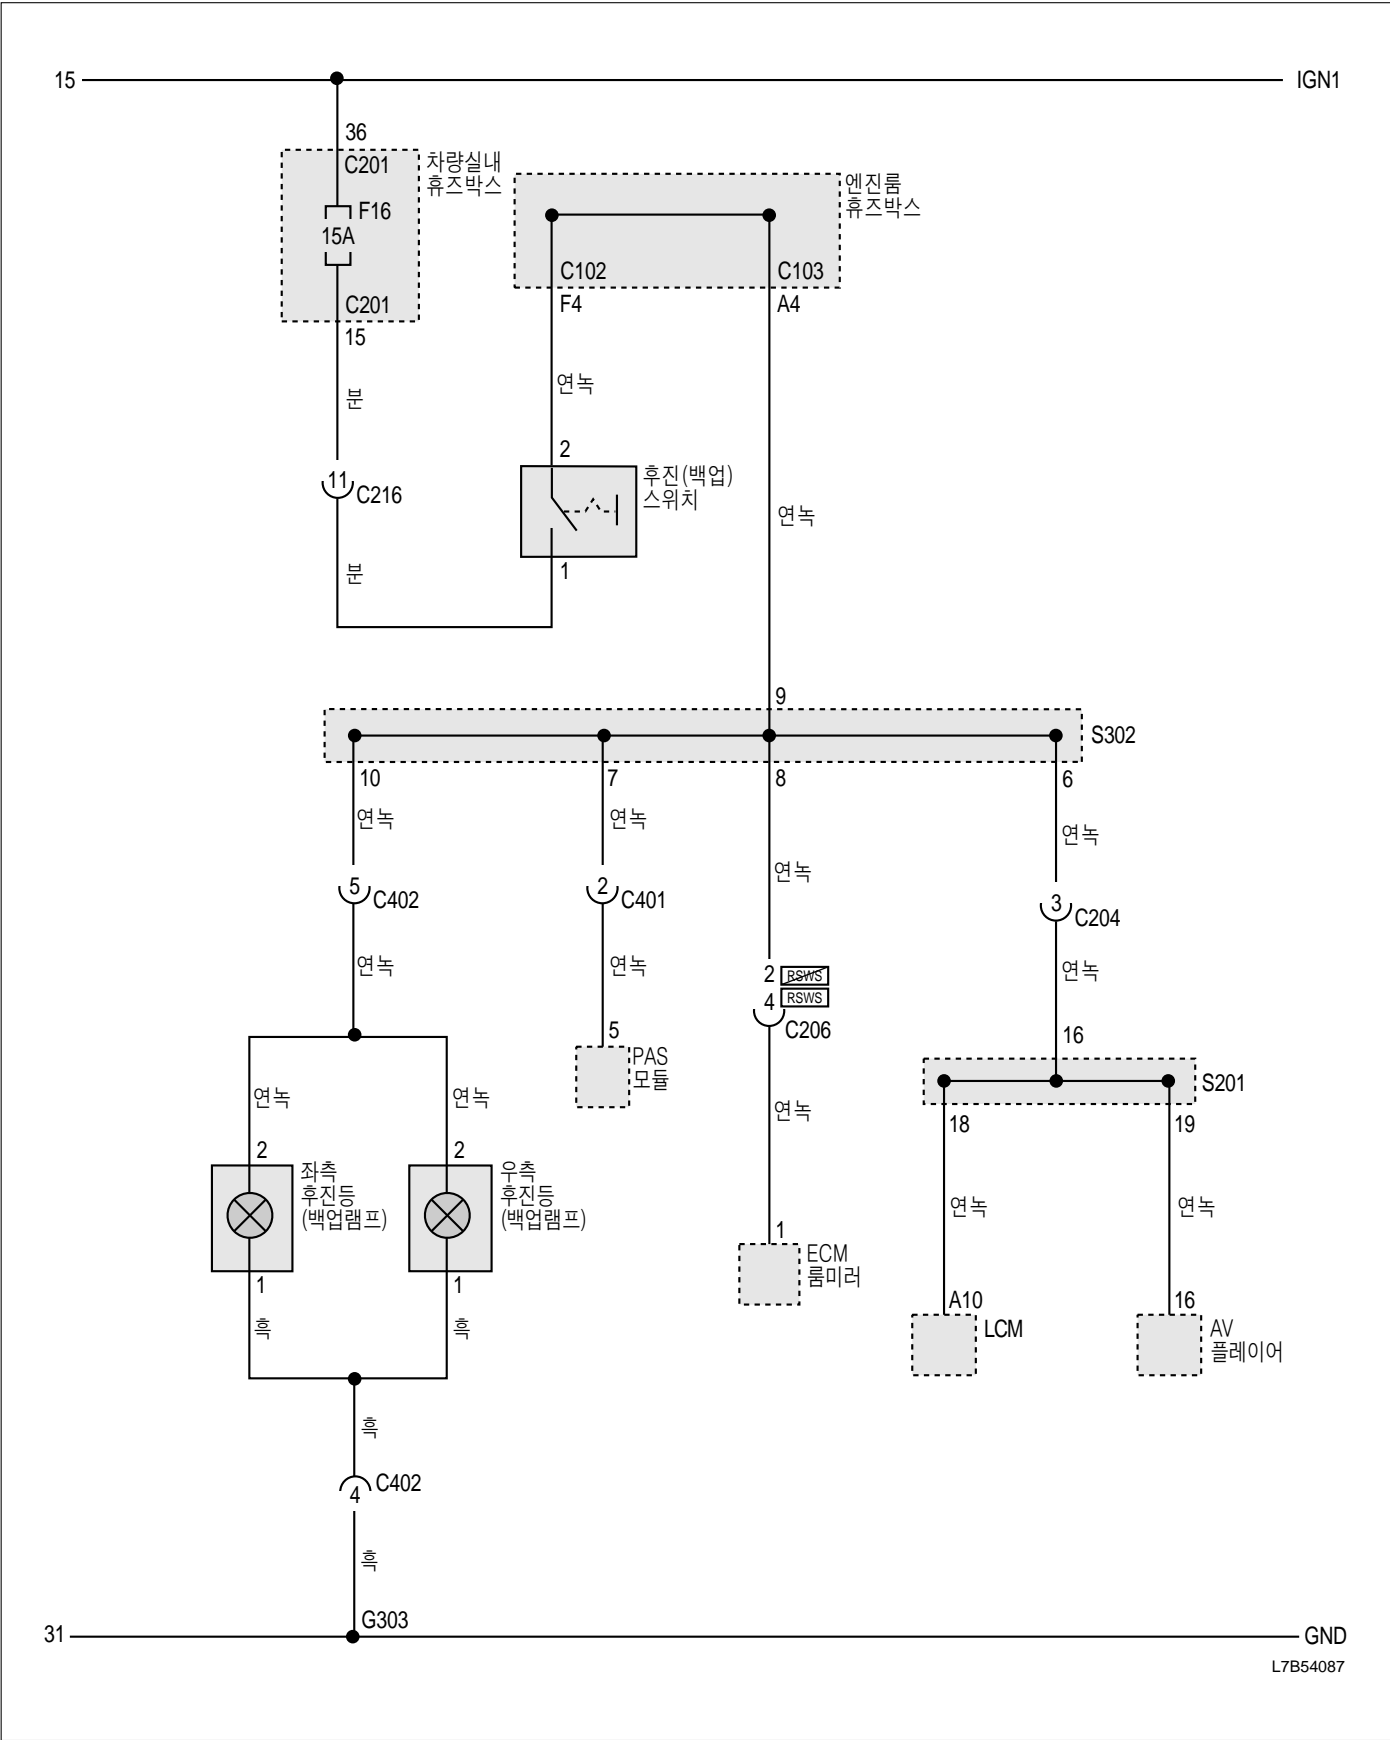 15
IGN1
36
C201
차량실내
휴즈박스
F16
15A
C201
15
엔진룸
휴즈박스
C102
C103
F4
A4
분
연녹
2
후진(백업)
스위치
11
C216
연녹
분
1
9
S302
10
7
8
6
연녹
연녹
연녹
연녹
5
C402
2
C401
3
C204
연녹
연녹
연녹
2 RSWS
4 RSWS
C206
5
PAS
모듈
16
S201
연녹
연녹
연녹
18
19
2
좌측
후진등
(백업램프)
2
우측
후진등
(백업램프)
연녹
연녹
1
ECM
룸미러
1
1
흑
흑
A10
LCM
16
AV
플레이어
흑
4
C402
흑
G303
31
GND
L7B54087